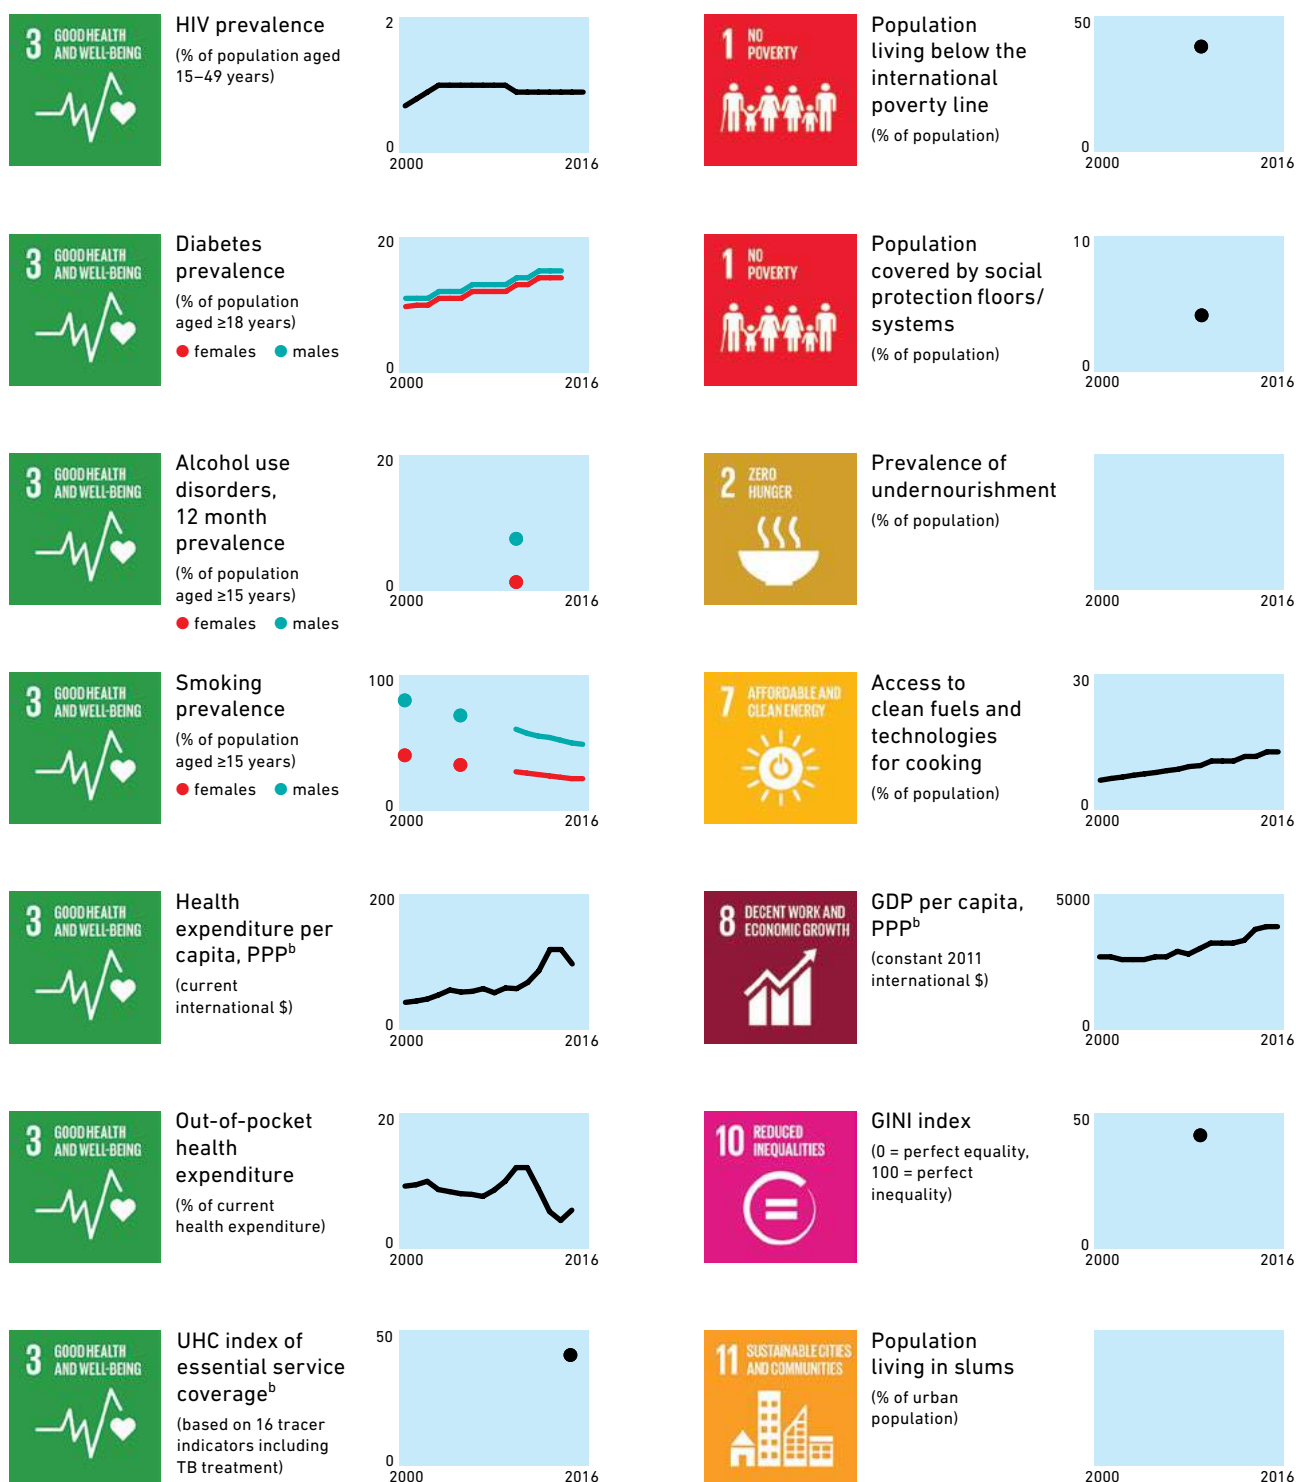 3 GOOD HEALTH
AND WELL-BEING
HIV prevalence
(% of population aged
15–49 years)
2
0
2000 2016
3 GOOD HEALTH
AND WELL-BEING
Diabetes
prevalence
(% of population
aged ≥18 years)
females males
20
0
2000 2016
3 GOOD HEALTH
AND WELL-BEING
Alcohol use
disorders,
12 month
prevalence
(% of population
aged ≥15 years)
females males
20
0
2000 2016
3 GOOD HEALTH
AND WELL-BEING
Smoking
prevalence
(% of population
aged ≥15 years)
females males
100
0
2000 2016
3 GOOD HEALTH
AND WELL-BEING
Health
expenditure per
capita, PPPᵇ
(current
international $)
200
0
2000 2016
3 GOOD HEALTH
AND WELL-BEING
Out-of-pocket
health
expenditure
(% of current
health expenditure)
20
0
2000 2016
3 GOOD HEALTH
AND WELL-BEING
UHC index of
essential service
coverageᵇ
(based on 16 tracer
indicators including
TB treatment)
50
0
2000 2016
1 NO
POVERTY
Population
living below the
international
poverty line
(% of population)
50
0
2000 2016
1 NO
POVERTY
Population
covered by social
protection floors/
systems
(% of population)
10
0
2000 2016
2 ZERO
HUNGER
Prevalence of
undernourishment
(% of population)
2000 2016
7 AFFORDABLE AND
CLEAN ENERGY
Access to
clean fuels and
technologies
for cooking
(% of population)
30
0
2000 2016
8 DECENT WORK AND
ECONOMIC GROWTH
GDP per capita,
PPPᵇ
(constant 2011
international $)
5000
0
2000 2016
10 REDUCED
INEQUALITIES
GINI index
(0 = perfect equality,
100 = perfect
inequality)
50
0
2000 2016
11 SUSTAINABLE CITIES
AND COMMUNITIES
Population
living in slums
(% of urban
population)
2000 2016